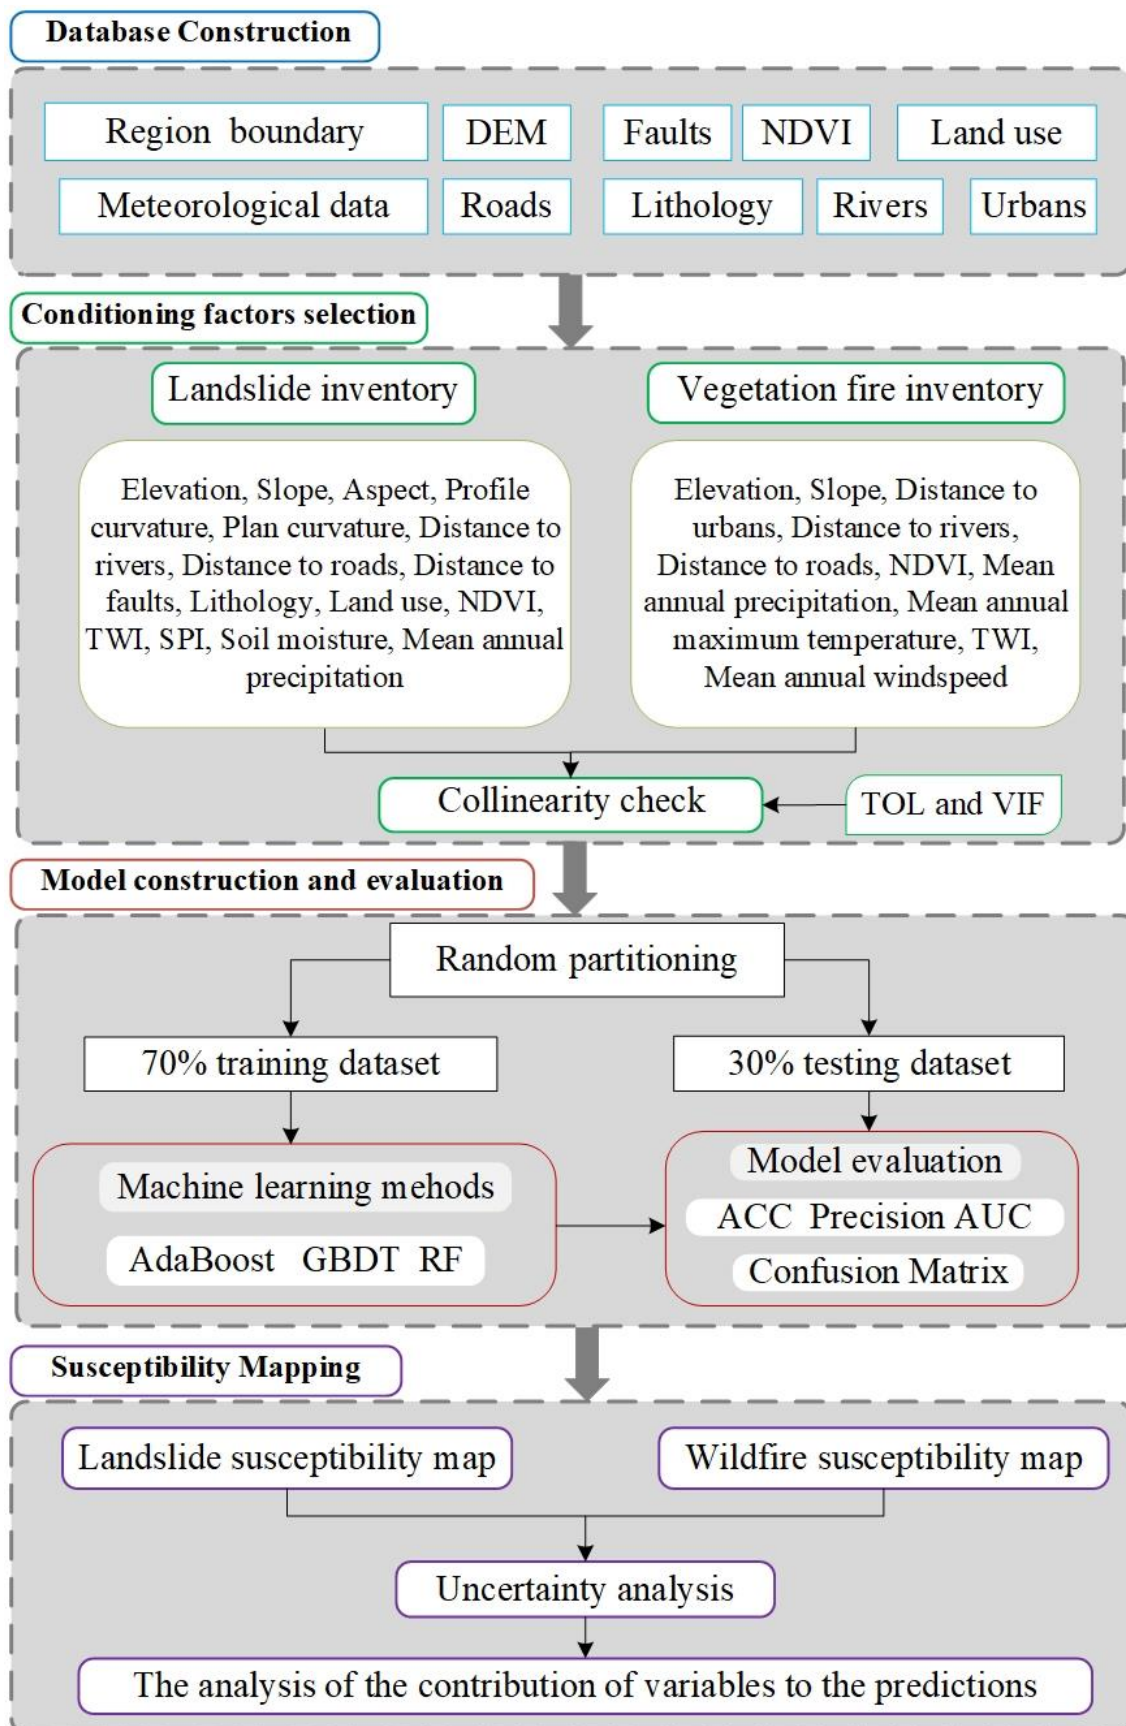 Database Construction
Region boundary DEM Faults NDVI Land use
Meteorological data Roads Lithology Rivers Urbans
Conditioning factors selection
Landslide inventory
Elevation, Slope, Aspect, Profile
curvature, Plan curvature, Distance to
rivers, Distance to roads, Distance to
faults, Lithology, Land use, NDVI,
TWI, SPI, Soil moisture, Mean annual
precipitation
Vegetation fire inventory
Elevation, Slope, Distance to
urbans, Distance to rivers,
Distance to roads, NDVI, Mean
annual precipitation, Mean annual
maximum temperature, TWI,
Mean annual windspeed
Collinearity check
TOL and VIF
Model construction and evaluation
Random partitioning
70% training dataset
30% testing dataset
Machine learning mehods
AdaBoost GBDT RF
Model evaluation
ACC Precision AUC
Confusion Matrix
Susceptibility Mapping
Landslide susceptibility map
Wildfire susceptibility map
Uncertainty analysis
The analysis of the contribution of variables to the predictions